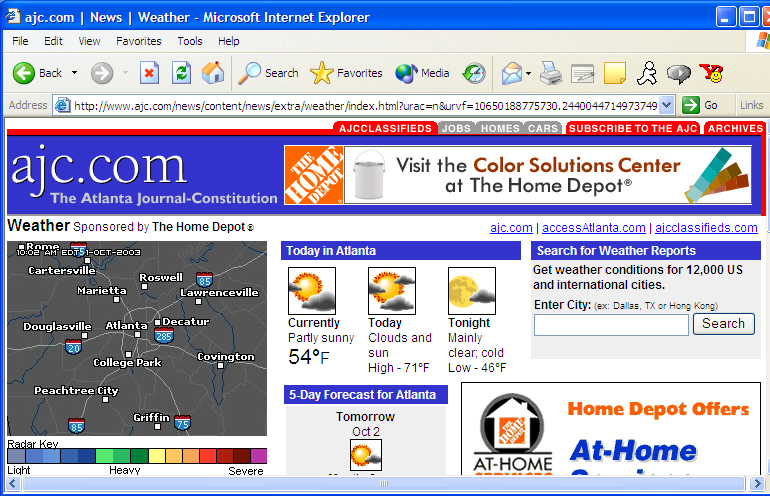 ajc.com | News | Weather - Microsoft Internet Explorer
File Edit View Favorites Tools Help
Back Search Favorites Media
Address http://www.ajc.com/news/content/news/extra/weather/index.html?urac=n&urvf=10650188775730.2440044714973749 Go Links
AJCCLASSIFIEDS JOBS HOMES CARS SUBSCRIBE TO THE AJC ARCHIVES
ajc.com
The Atlanta Journal-Constitution
THE HOME DEPOT
Visit the Color Solutions Center
at The Home Depot®
Weather Sponsored by The Home Depot ®
ajc.com | accessAtlanta.com | ajcclassifieds.com
Rome
10:02 AM EDT 01-OCT-2003
Cartersville
Roswell
85
Marietta
Lawrenceville
Douglasville
Atlanta
Decatur
285
20
College Park
Covington
Peachtree City
Griffin
85
75
Radar Key
Light Heavy Severe
Today in Atlanta
Currently
Partly sunny
54°F
Today
Clouds and
sun
High - 71°F
Tonight
Mainly
clear; cold
Low - 46°F
5-Day Forecast for Atlanta
Tomorrow
Oct 2
Search for Weather Reports
Get weather conditions for 12,000 US
and international cities.
Enter City: (ex: Dallas, TX or Hong Kong)
Search
THE HOME DEPOT
AT-HOME
SERVICES
Home Depot Offers
At-Home
Services